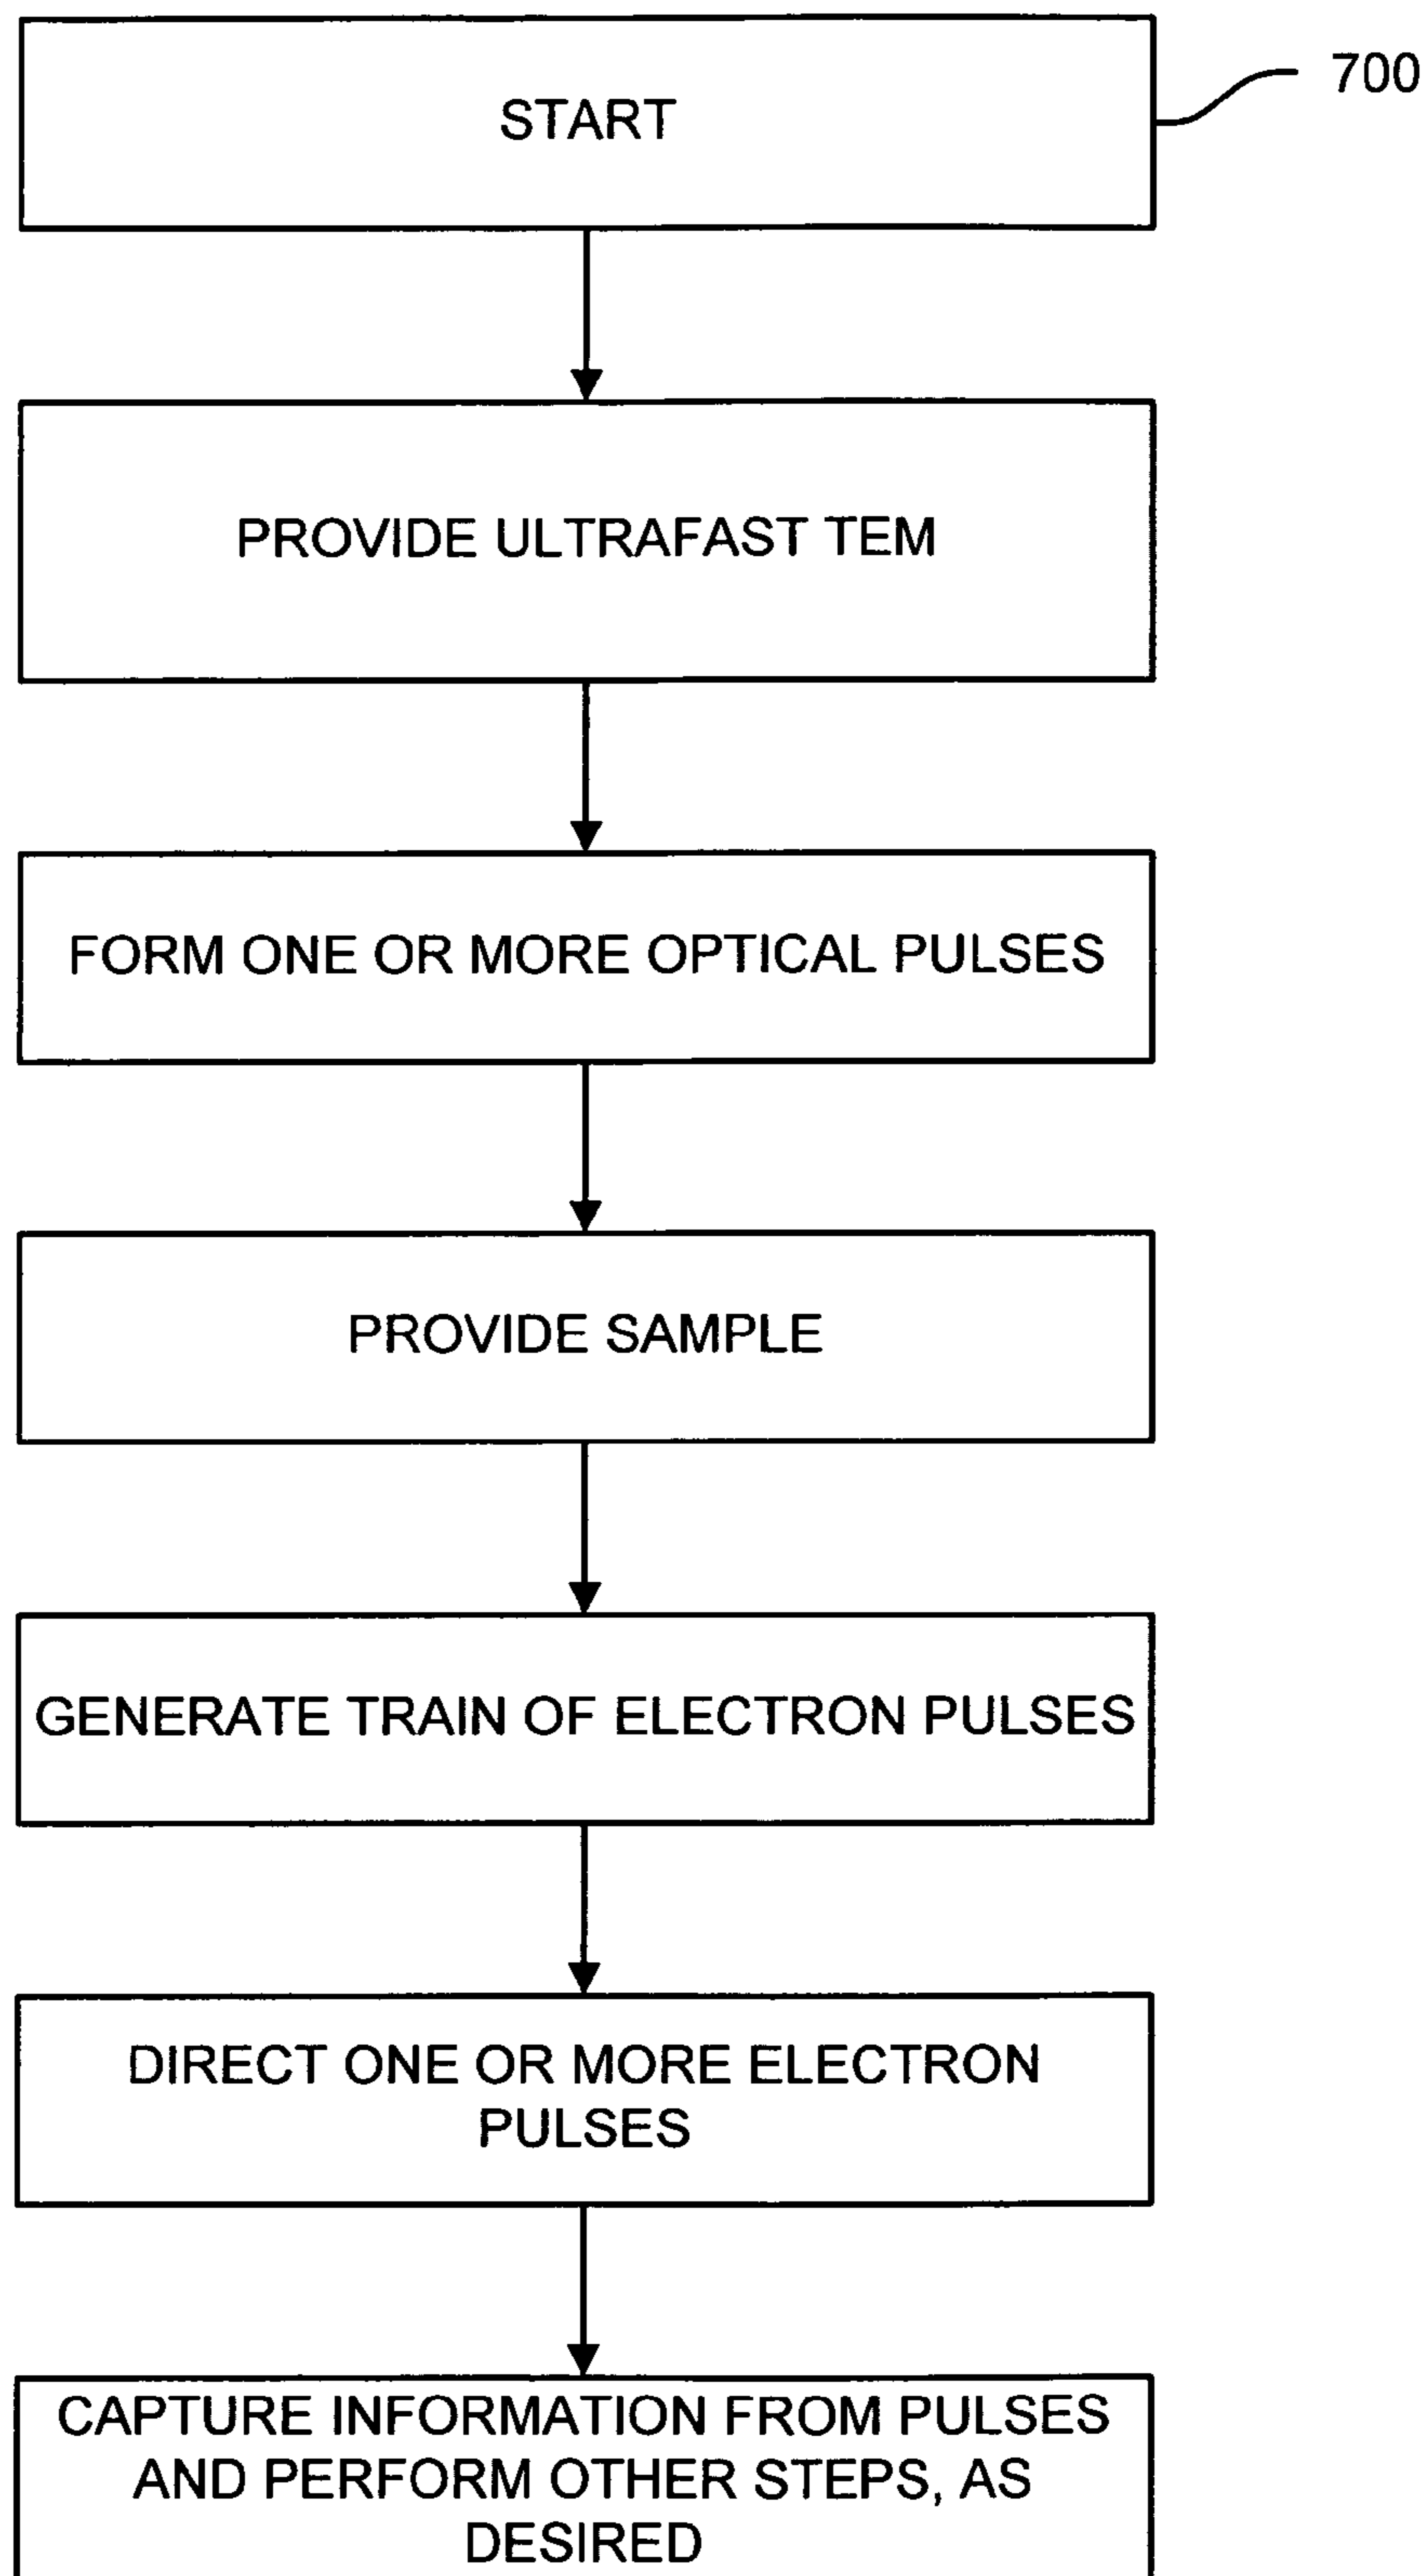 START
700
PROVIDE ULTRAFAST TEM
FORM ONE OR MORE OPTICAL PULSES
PROVIDE SAMPLE
GENERATE TRAIN OF ELECTRON PULSES
DIRECT ONE OR MORE ELECTRON
PULSES
CAPTURE INFORMATION FROM PULSES
AND PERFORM OTHER STEPS, AS
DESIRED